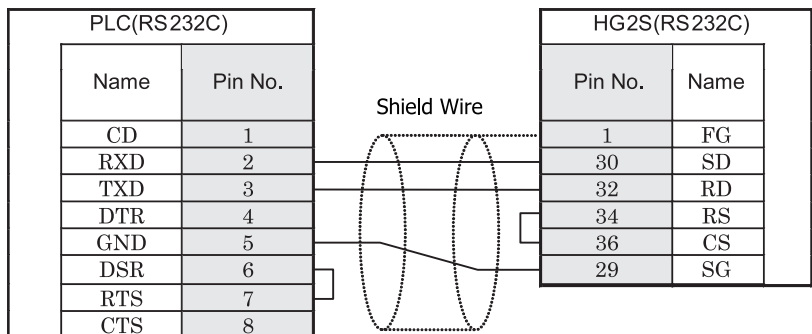 PLC(RS232C)
HG2S(RS232C)
Name Pin No. Pin No. Name
Shield Wire
CD 1 1 FG
RXD 2 30 SD
TXD 3 32 RD
DTR 4 34 RS
GND 5 36 CS
DSR 6 29 SG
RTS 7
CTS 8